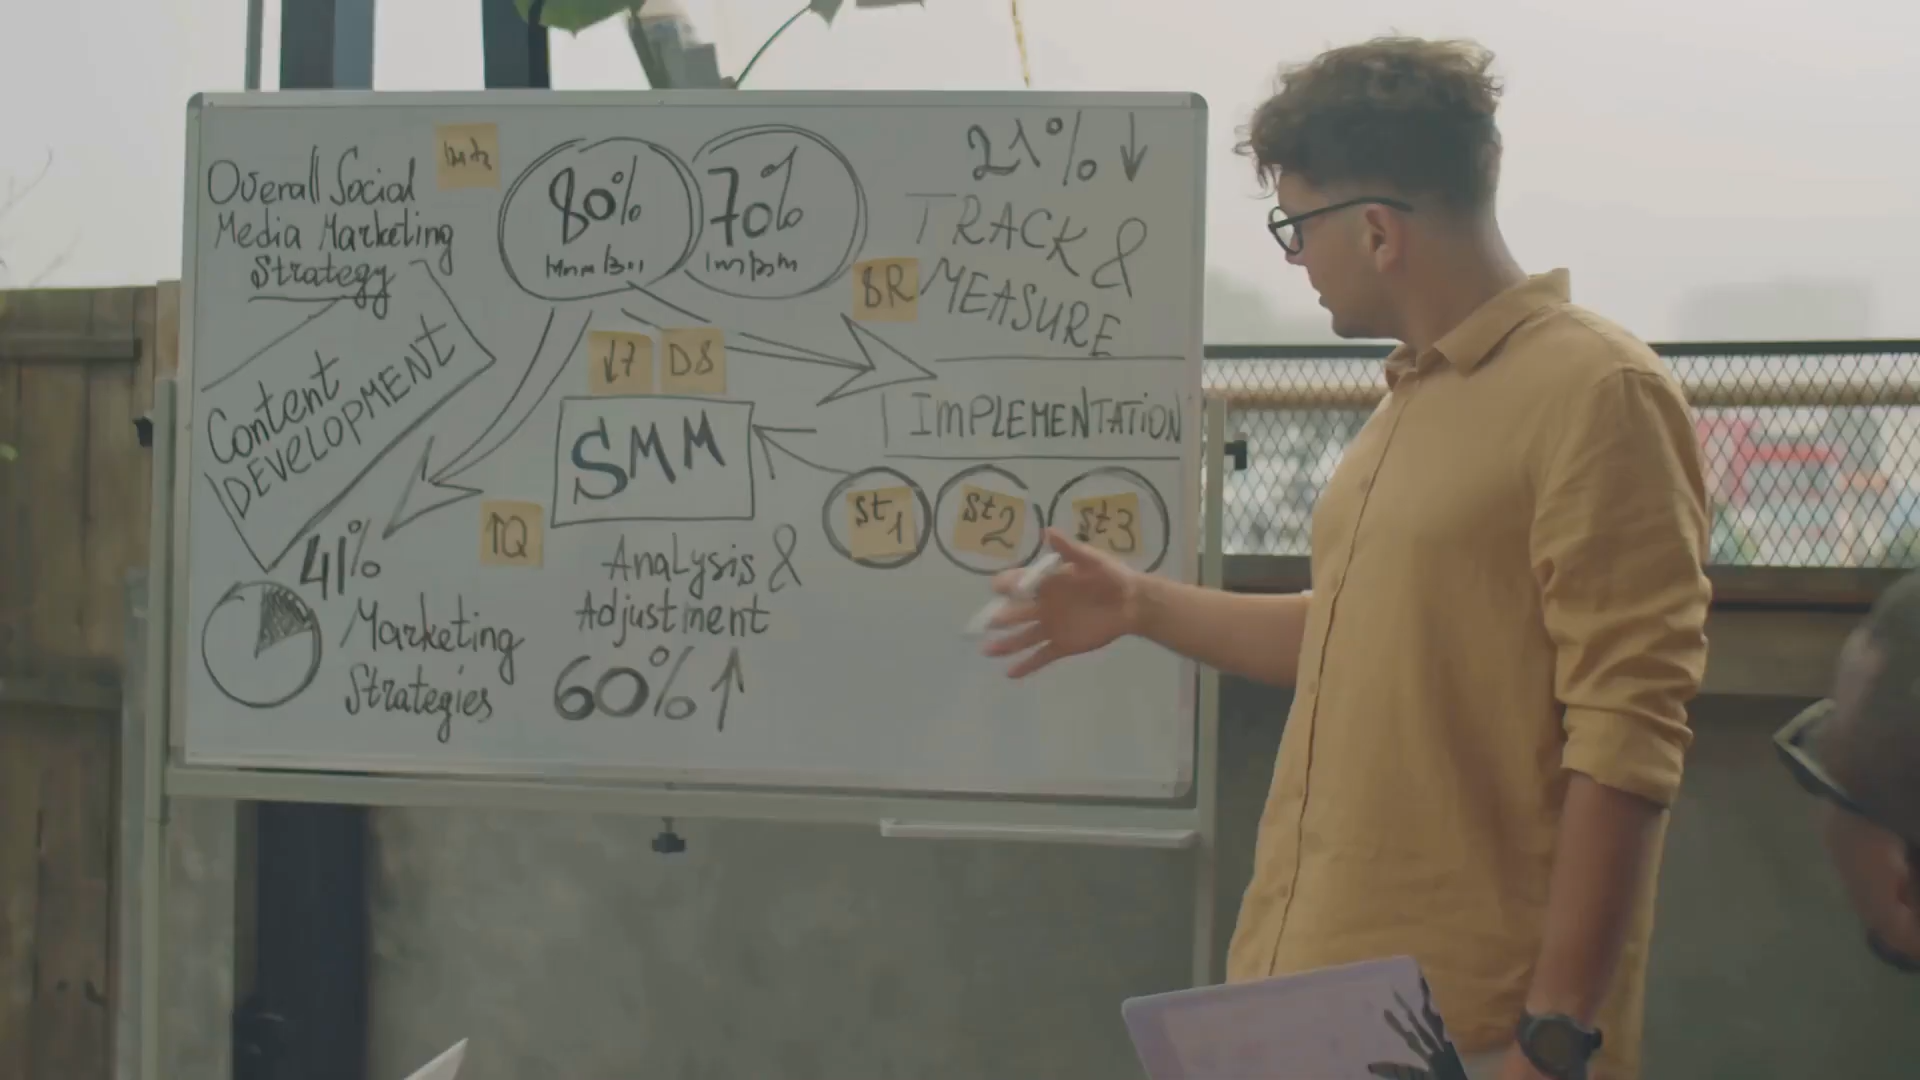 Overall Social
Media Marketing
Strategy
80%
70%
21% ↓
TRACK &
MEASURE
BR
Content
DEVELOPMENT
D8
SMM
IMPLEMENTATION
St1
St2
St3
↑Q
41%
Marketing
Strategies
Analysis &
Adjustment
60% ↑